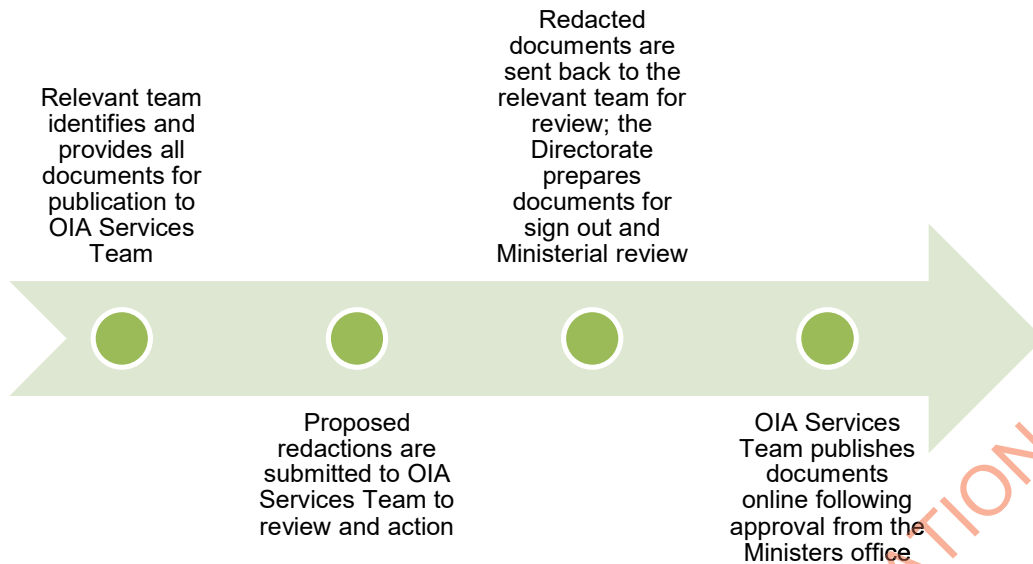 Relevant team
identifies and
provides all
documents for
publication to
OIA Services
Team
Proposed
redactions are
submitted to OIA
Services Team to
review and action
Redacted
documents are
sent back to the
relevant team for
review; the
Directorate
prepares
documents for
sign out and
Ministerial review
OIA Services
Team publishes
documents
online following
approval from the
Ministers office
ATION